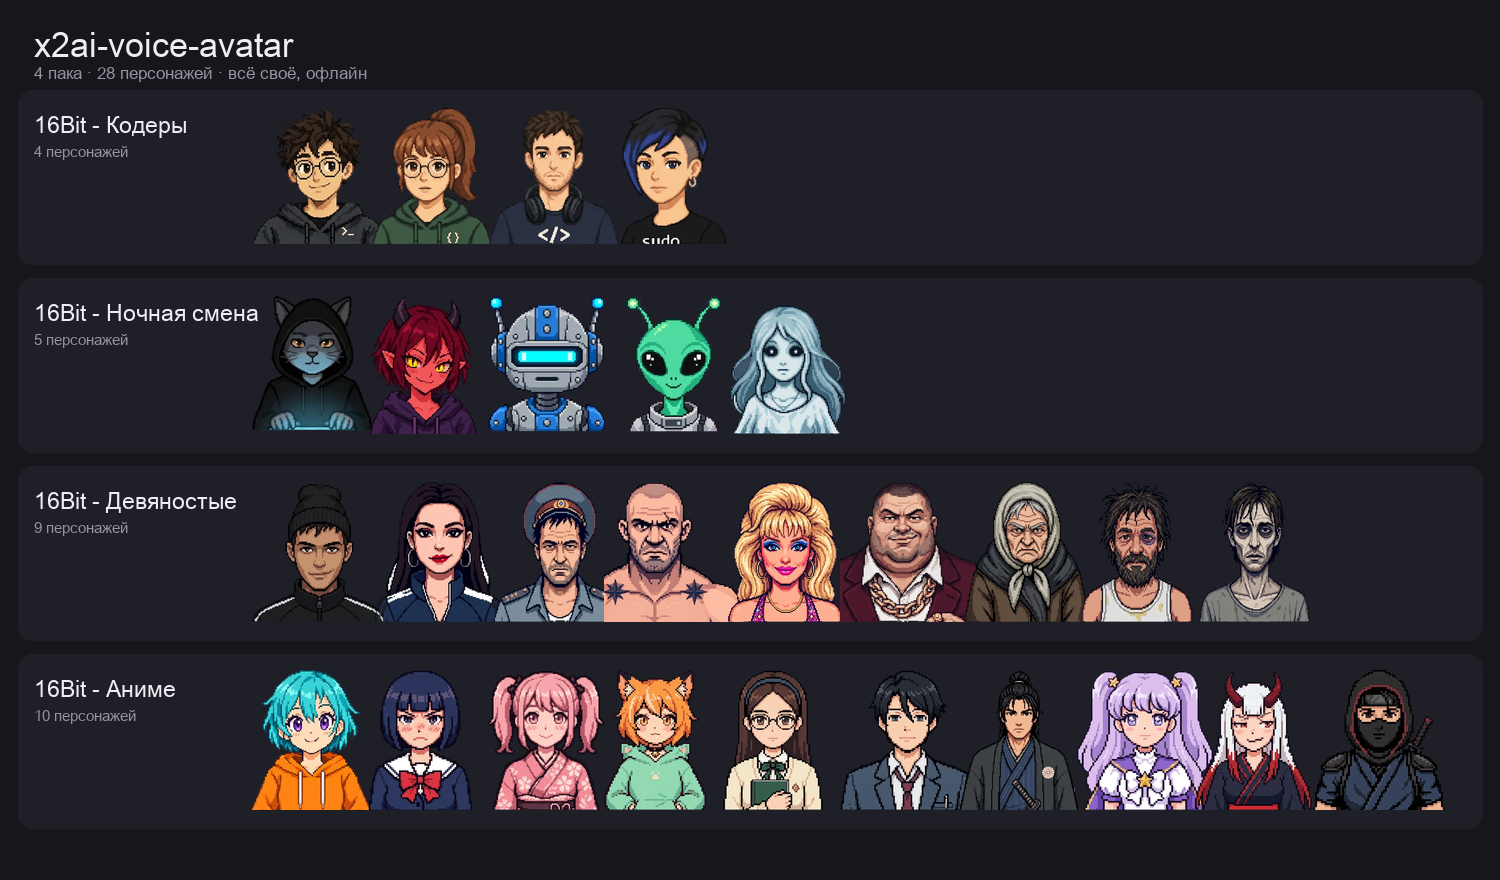 x2ai-voice-avatar
4 пака · 28 персонажей · всё своё, офлайн
16Bit - Кодеры
4 персонажей
>_
{}
</>
sudo
16Bit - Ночная смена
5 персонажей
16Bit - Девяностые
9 персонажей
16Bit - Аниме
10 персонажей